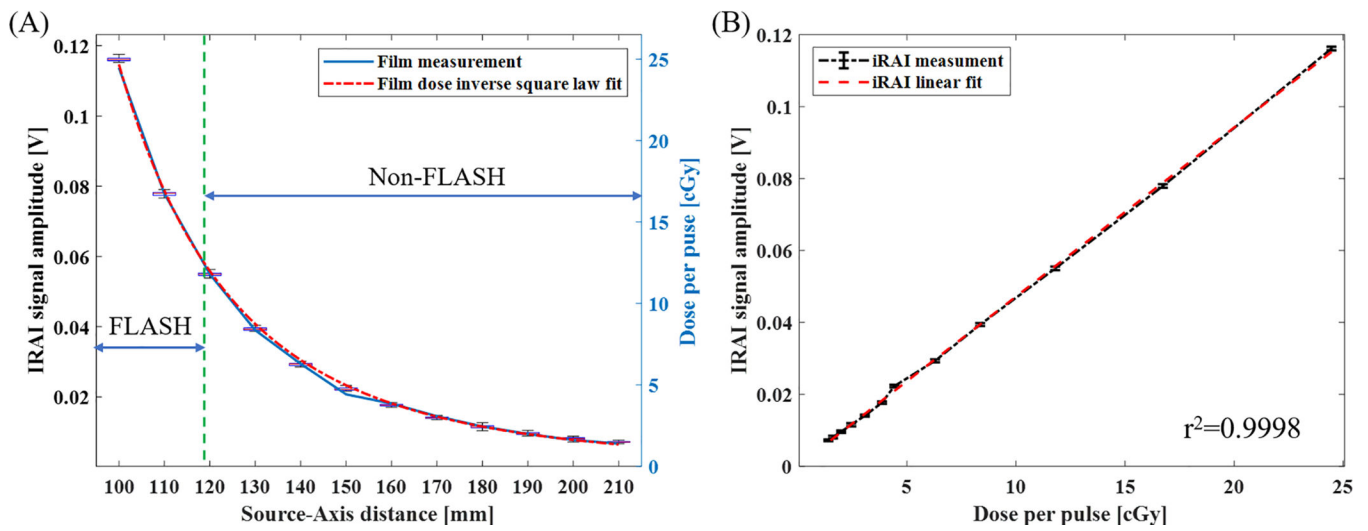 (A)
0.12
0.1
0.08
0.06
0.04
0.02
IRAI signal amplitude [V]
Film measurement
Film dose inverse square law fit
FLASH
Non-FLASH
25
20
15
10
5
0
Dose per puse [cGy]
100 110 120 130 140 150 160 170 180 190 200 210
Source-Axis distance [mm]
(B)
0.12
0.1
0.08
0.06
0.04
0.02
0
IRAI signal amplitude [V]
iRAI measument
iRAI linear fit
r²=0.9998
5 10 15 20 25
Dose per pulse [cGy]